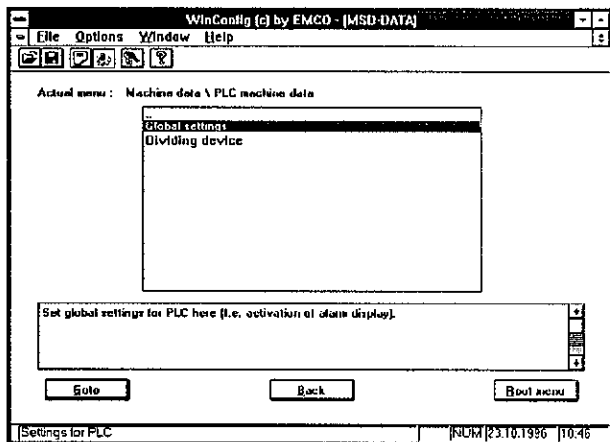 WinConfig (c) by EMCO - [MSD-DATA]
File Options Window Help
Actual menu : Machine data \ PLC machine data
..
Global settings
Dividing device
Set global settings for PLC here (i.e. activation of alarm display).
Goto Back Root menu
Settings for PLC NUM 23.10.1996 10:46